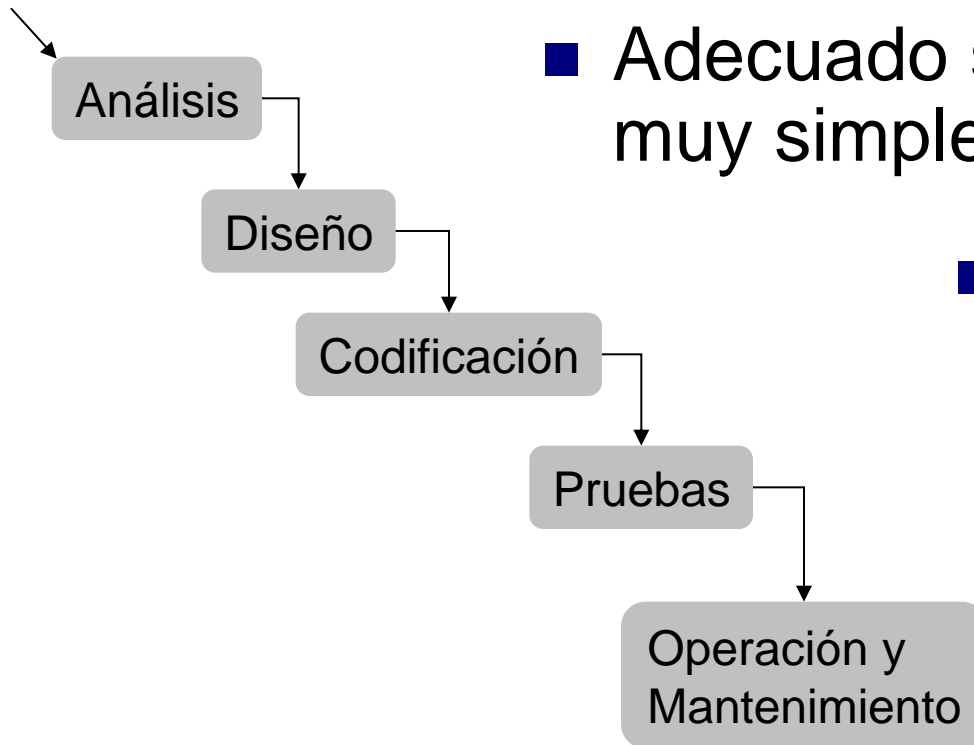 Adecuado
muy simple
Análisis
Diseño
Codificación
Pruebas
Operación y
Mantenimiento